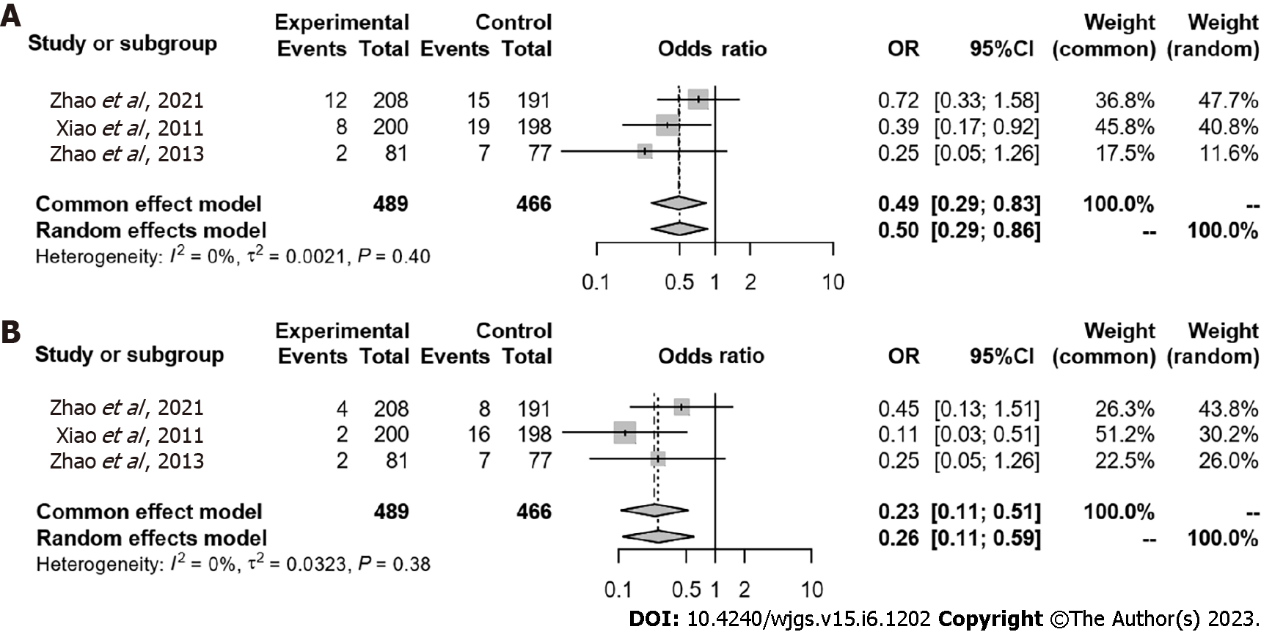 A
Experimental Control Weight Weight
Study or subgroup Events Total Events Total Odds ratio OR 95%CI (common) (random)
Zhao et al, 2021 12 208 15 191 0.72 [0.33; 1.58] 36.8% 47.7%
Xiao et al, 2011 8 200 19 198 0.39 [0.17; 0.92] 45.8% 40.8%
Zhao et al, 2013 2 81 7 77 0.25 [0.05; 1.26] 17.5% 11.6%
Common effect model 489 466 0.49 [0.29; 0.83] 100.0% --
Random effects model 0.50 [0.29; 0.86] -- 100.0%
Heterogeneity: I² = 0%, τ² = 0.0021, P = 0.40
0.1 0.5 1 2 10
B
Experimental Control Weight Weight
Study or subgroup Events Total Events Total Odds ratio OR 95%CI (common) (random)
Zhao et al, 2021 4 208 8 191 0.45 [0.13; 1.51] 26.3% 43.8%
Xiao et al, 2011 2 200 16 198 0.11 [0.03; 0.51] 51.2% 30.2%
Zhao et al, 2013 2 81 7 77 0.25 [0.05; 1.26] 22.5% 26.0%
Common effect model 489 466 0.23 [0.11; 0.51] 100.0% --
Random effects model 0.26 [0.11; 0.59] -- 100.0%
Heterogeneity: I² = 0%, τ² = 0.0323, P = 0.38
0.1 0.5 1 2 10
DOI: 10.4240/wjgs.v15.i6.1202 Copyright ©The Author(s) 2023.